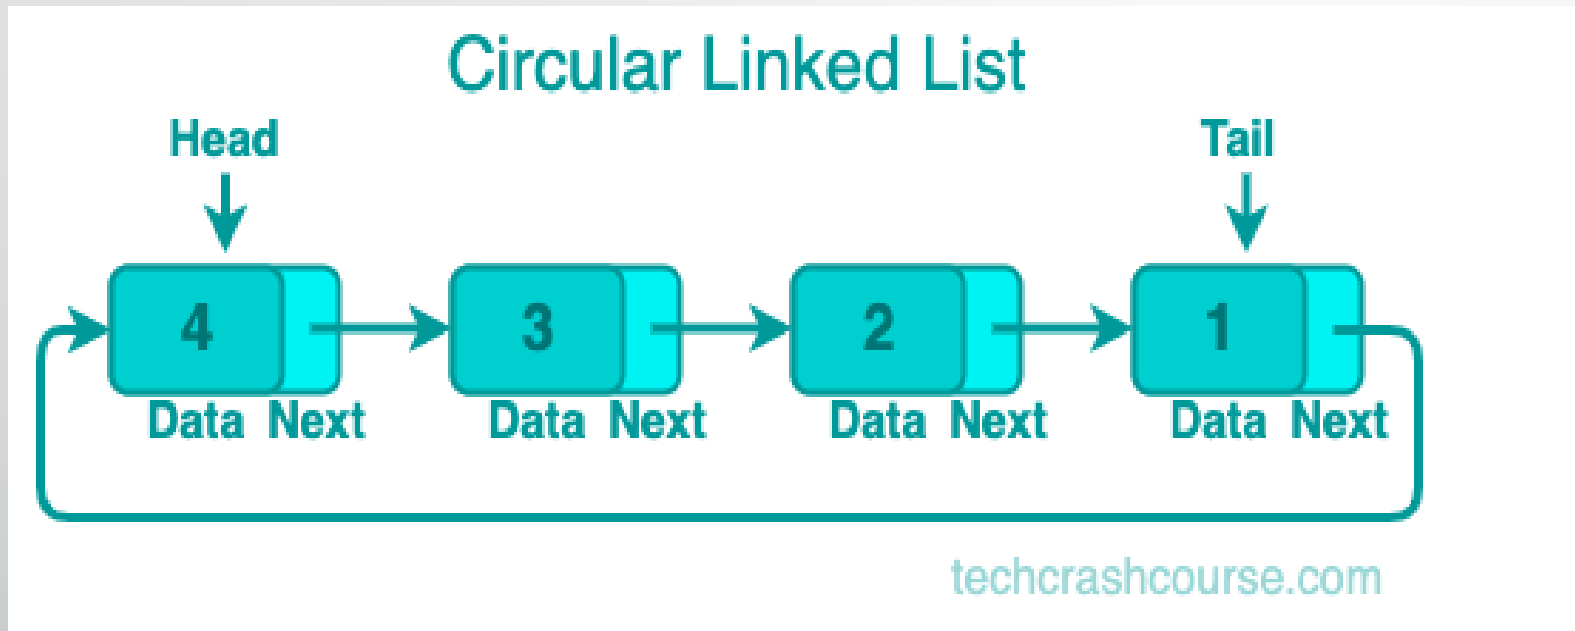 Circular Linked List
Head Tail
4 3 2 1
Data Next Data Next Data Next Data Next
techcrashcourse.com